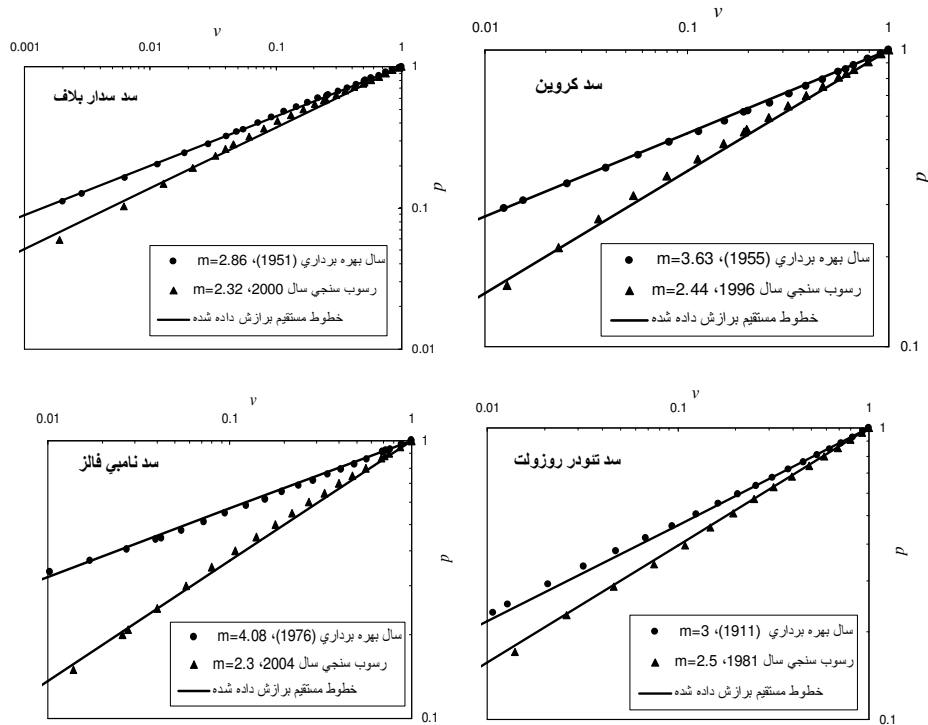 v
0.001 0.01 0.1 1
سد سدار بلاف
p
0.1
0.01
سال بهره برداري (1951)، m=2.86
رسوب سنجي سال 2000، m=2.32
خطوط مستقيم برازش داده شده
v
0.01 0.1 1
1
سد كروين
p
0.1
سال بهره برداري (1955)، m=3.63
رسوب سنجي سال 1996، m=2.44
خطوط مستقيم برازش داده شده
v
0.01 0.1 1
1
سد نامبي فالز
p
0.1
سال بهره برداري (1976)، m=4.08
رسوب سنجي سال 2004، m=2.3
خطوط مستقيم برازش داده شده
v
0.01 0.1 1
1
سد تئودر روزولت
p
0.1
سال بهره برداري (1911)، m=3
رسوب سنجي سال 1981، m=2.5
خطوط مستقيم برازش داده شده